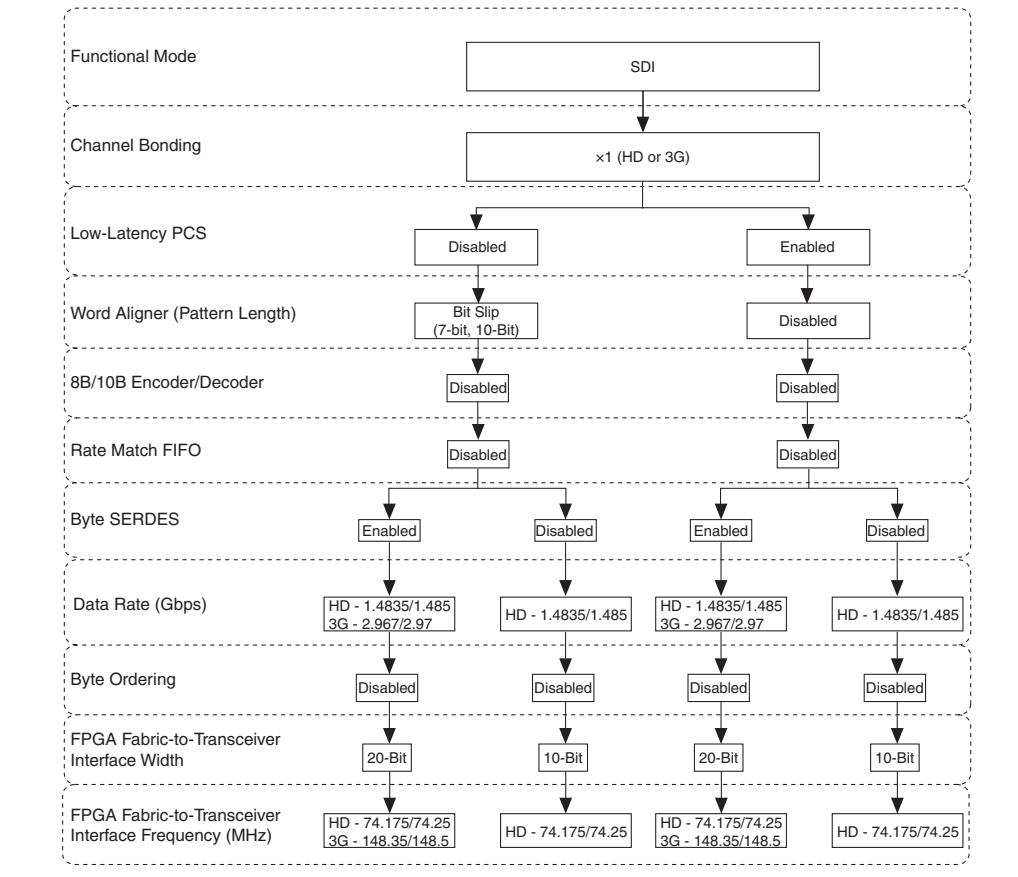 Functional Mode
SDI
Channel Bonding
×1 (HD or 3G)
Low-Latency PCS
Disabled
Enabled
Word Aligner (Pattern Length)
Bit Slip
(7-bit, 10-Bit)
Disabled
8B/10B Encoder/Decoder
Disabled
Disabled
Rate Match FIFO
Disabled
Disabled
Byte SERDES
Enabled
Disabled
Enabled
Disabled
Data Rate (Gbps)
HD - 1.4835/1.485
3G - 2.967/2.97
HD - 1.4835/1.485
HD - 1.4835/1.485
3G - 2.967/2.97
HD - 1.4835/1.485
Byte Ordering
Disabled
Disabled
Disabled
Disabled
FPGA Fabric-to-Transceiver
Interface Width
20-Bit
10-Bit
20-Bit
10-Bit
FPGA Fabric-to-Transceiver
Interface Frequency (MHz)
HD - 74.175/74.25
3G - 148.35/148.5
HD - 74.175/74.25
HD - 74.175/74.25
3G - 148.35/148.5
HD - 74.175/74.25